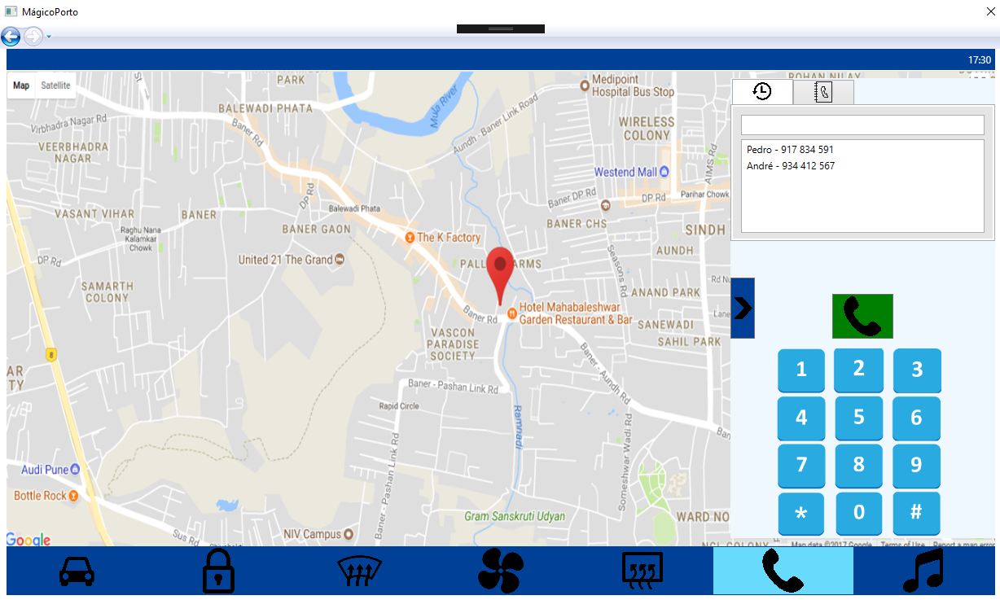 MágicoPorto
17:30
Map Satellite
PARK
Medipoint
Hospital Bus Stop
ROHAN NILAY
St
BALEWADI PHATA
Mula River
Aundh - Baner Link Road
Virbhadra Nagar Rd
Baner Rd
WIRELESS
COLONY
VEERBHADRA
NAGAR
AIMS Rd
Westend Mall
DP Rd
Baner DP Rd
DP Rd
Parihar Chowk
VASANT VIHAR
BANER
Balewadi Phata
BANER GAON
BANER CHS
SINDH
Raghu Nana
Kalamkar
Chowk
The K Factory
AUNDH
DP Rd
United 21 The Grand
Seasons Rd
SAMARTH
COLONY
ANAND PARK
Hotel Mahabaleshwar
Garden Restaurant & Bar
Baner Rd
Lane
SANEWADI
VASCON
PARADISE
SOCIETY
SAHIL PARK
8
Baner - Aundh Rd
Baner - Pashan Link Rd
Rapid Circle
Ramnadi
Ban
Someshwar Wadi Rd
Baner - Pashan Link Rd
Audi Pune
Bottle Rock
Gram Sanskruti Udyan
WARD NO
NIV Campus
Sus Rd
Google
NCL COLONY
Map data ©2017 Google Terms of Use Report a map error
Pedro - 917 834 591
André - 934 412 567
1 2 3
4 5 6
7 8 9
* 0 #